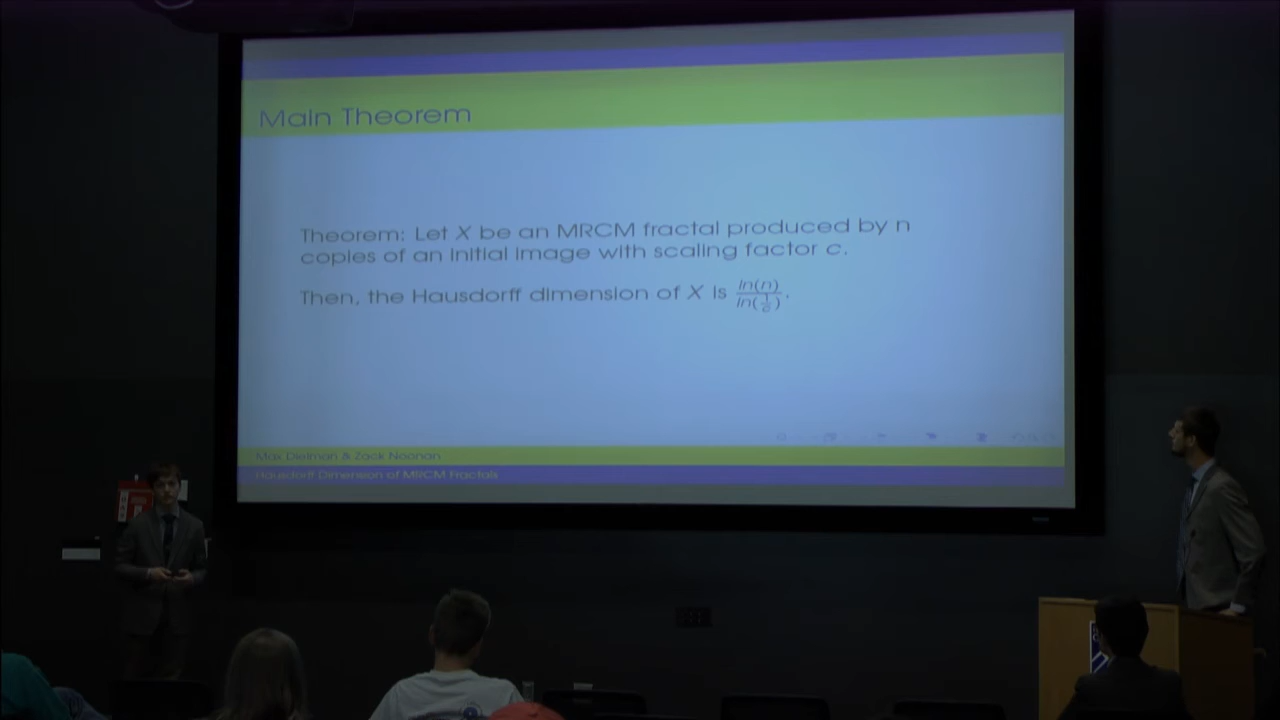 Main Theorem
Theorem: Let X be an MRCM fractal produced by n
copies of an initial image with scaling factor c.
Then, the Hausdorff dimension of X is ln(n)/ln(1/c).
Max Dielman & Zack Noonan
Hausdorff Dimension of MRCM Fractals